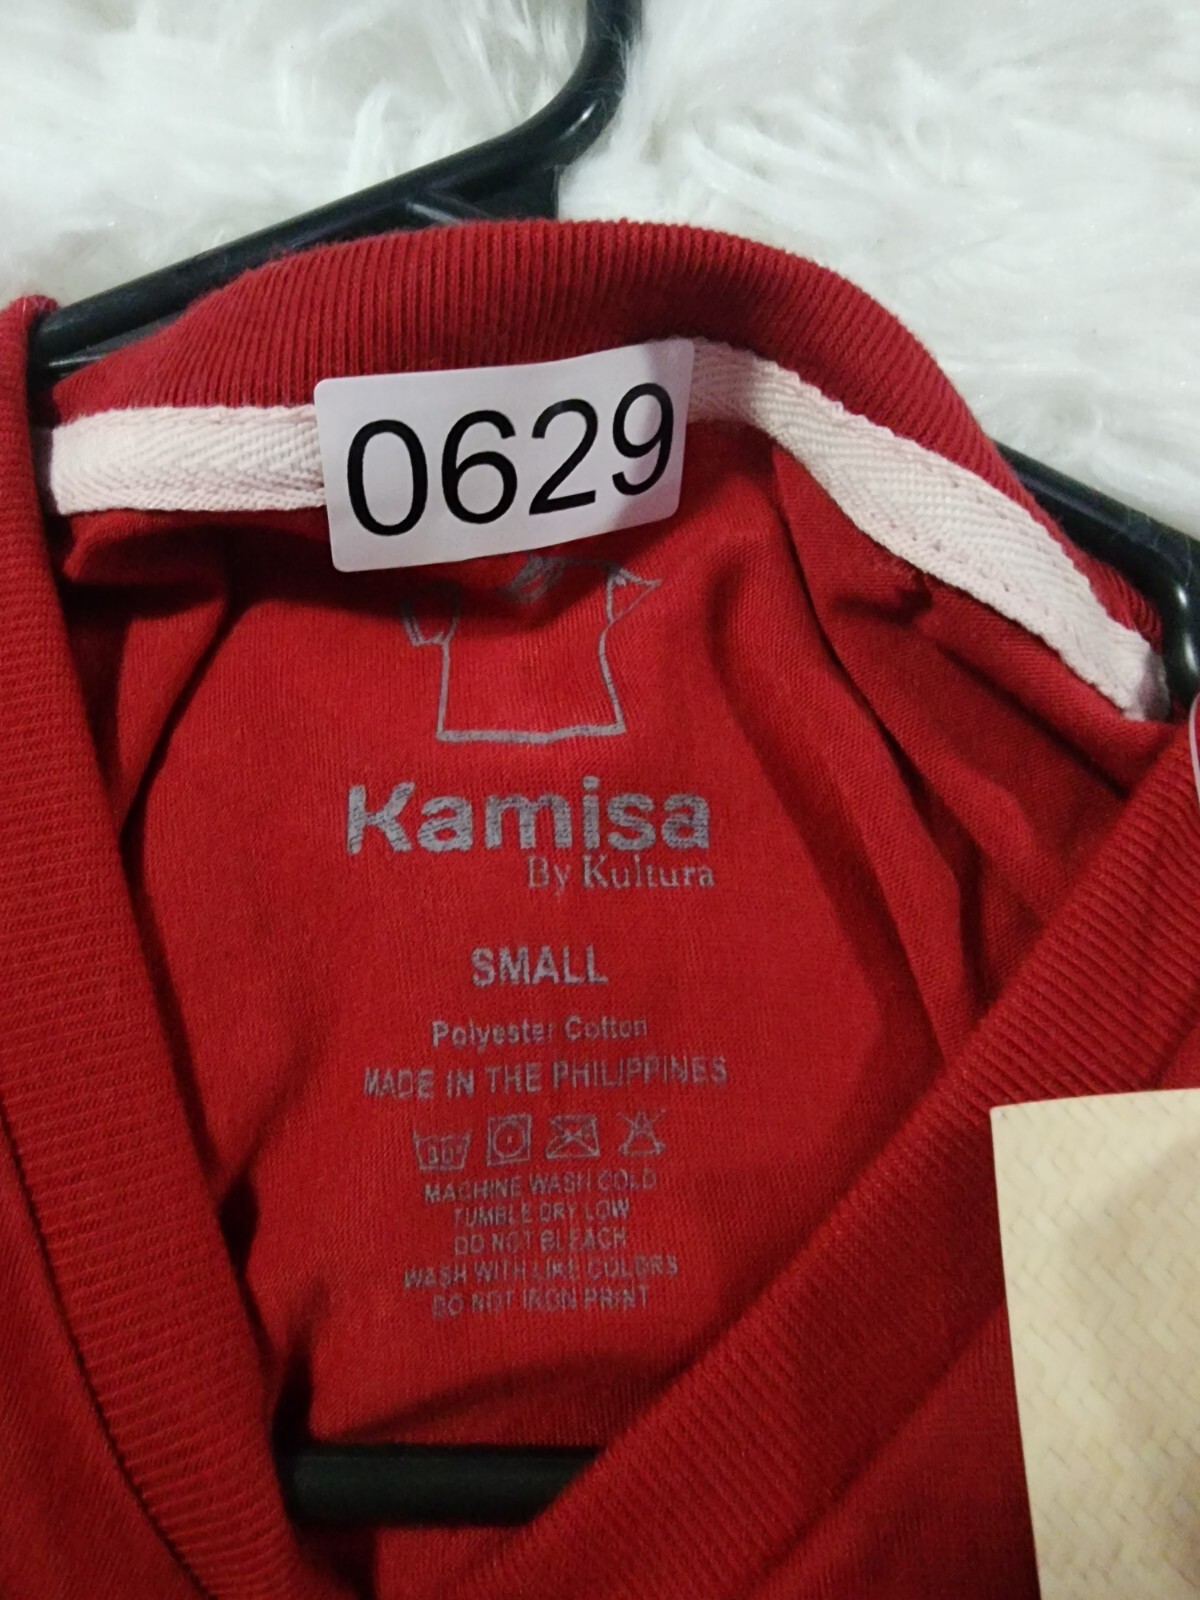 0629
Kamisa
By Kultura
SMALL
Polyester Cotton
MADE IN THE PHILIPPINES
30°
MACHINE WASH COLD
TUMBLE DRY LOW
DO NOT BLEACH
WASH WITH LIKE COLORS
DO NOT IRON PRINT